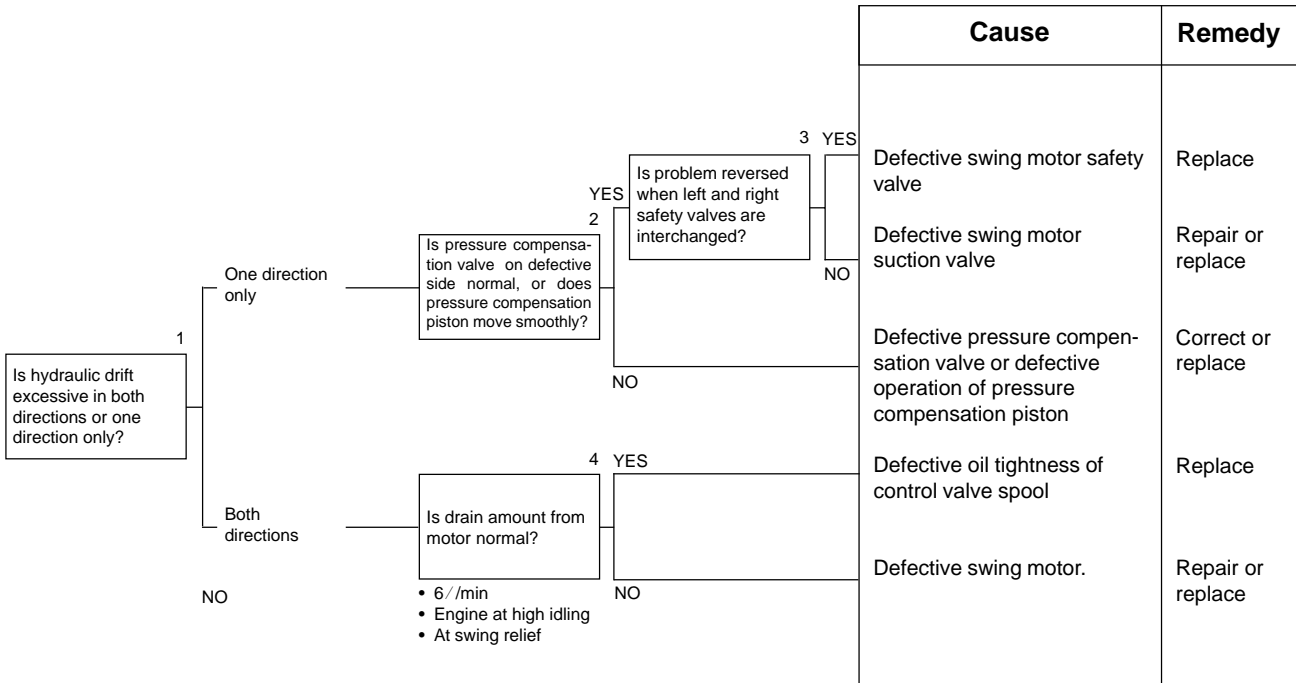 Cause
Remedy
3 YES
Is problem reversed
when left and right
safety valves are
interchanged?
Defective swing motor safety
valve
Replace
YES
2
NO
Defective swing motor
suction valve
Repair or
replace
One direction
only
Is pressure compensa-
tion valve on defective
side normal, or does
pressure compensation
piston move smoothly?
NO
Defective pressure compen-
sation valve or defective
operation of pressure
compensation piston
Correct or
replace
1
Is hydraulic drift
excessive in both
directions or one
direction only?
4 YES
Defective oil tightness of
control valve spool
Replace
Both
directions
Is drain amount from
motor normal?
NO
Defective swing motor.
Repair or
replace
NO
• 6 //min
• Engine at high idling
• At swing relief